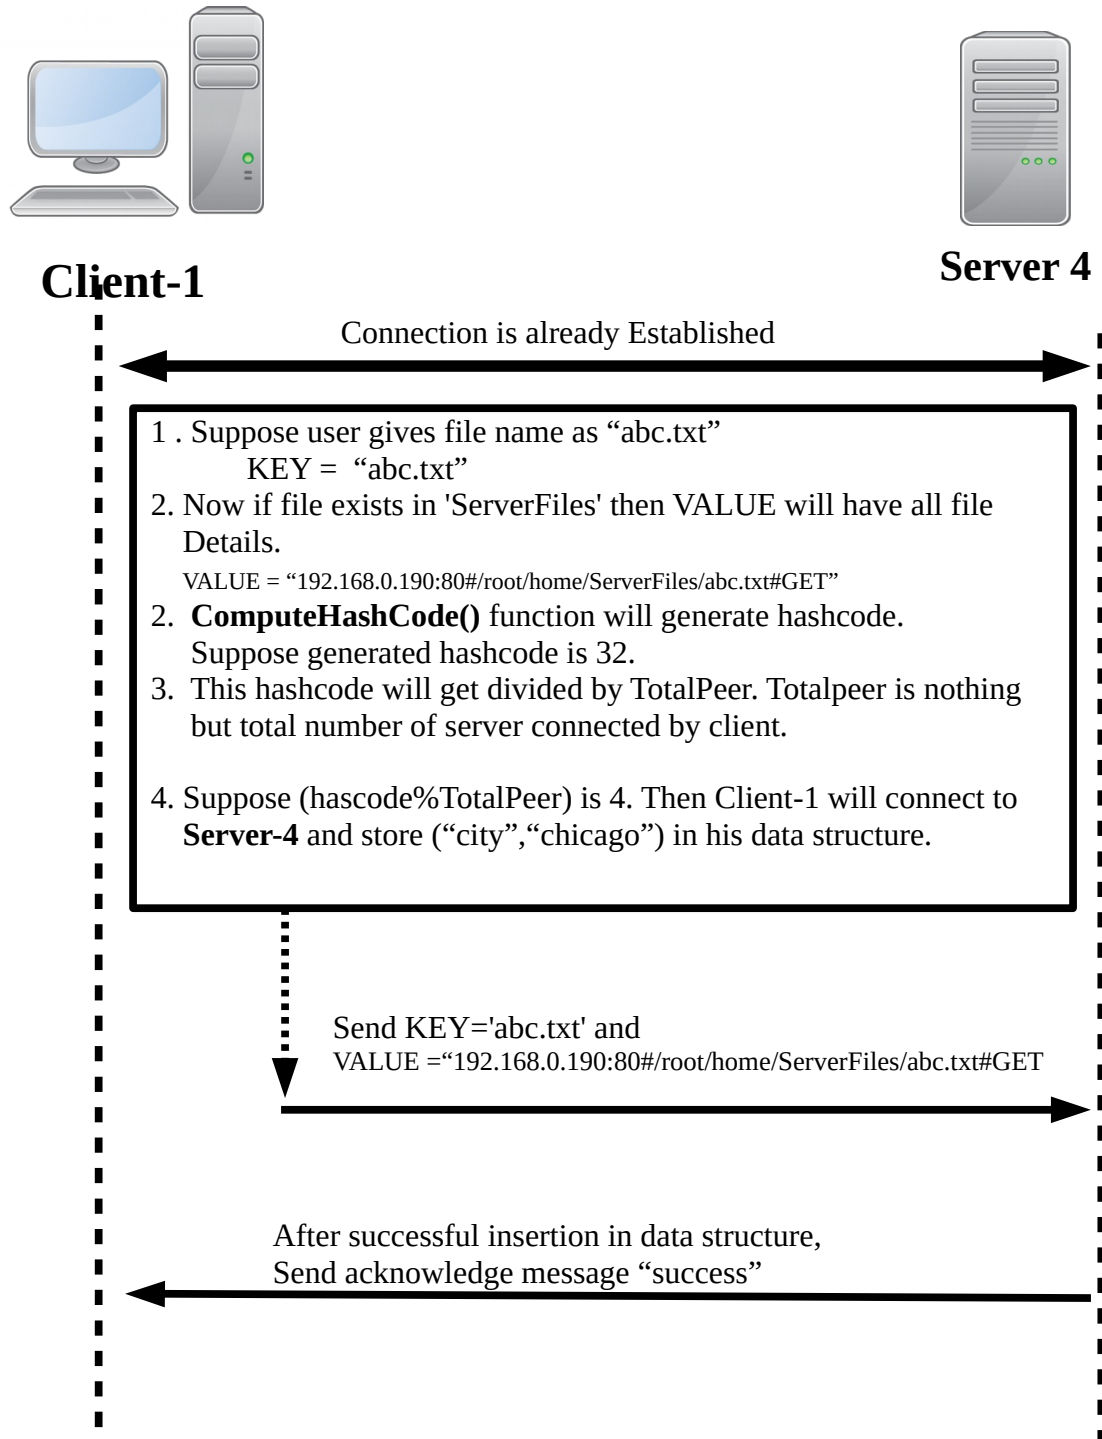 Client-1
Server 4
Connection is already Established
1 . Suppose user gives file name as “abc.txt”
KEY = “abc.txt”
2. Now if file exists in 'ServerFiles' then VALUE will have all file
Details.
VALUE = “192.168.0.190:80#/root/home/ServerFiles/abc.txt#GET”
2. ComputeHashCode() function will generate hashcode.
Suppose generated hashcode is 32.
3. This hashcode will get divided by TotalPeer. Totalpeer is nothing
but total number of server connected by client.
4. Suppose (hascode%TotalPeer) is 4. Then Client-1 will connect to
Server-4 and store (“city”,“chicago”) in his data structure.
Send KEY='abc.txt' and
VALUE =“192.168.0.190:80#/root/home/ServerFiles/abc.txt#GET
After successful insertion in data structure,
Send acknowledge message “success”